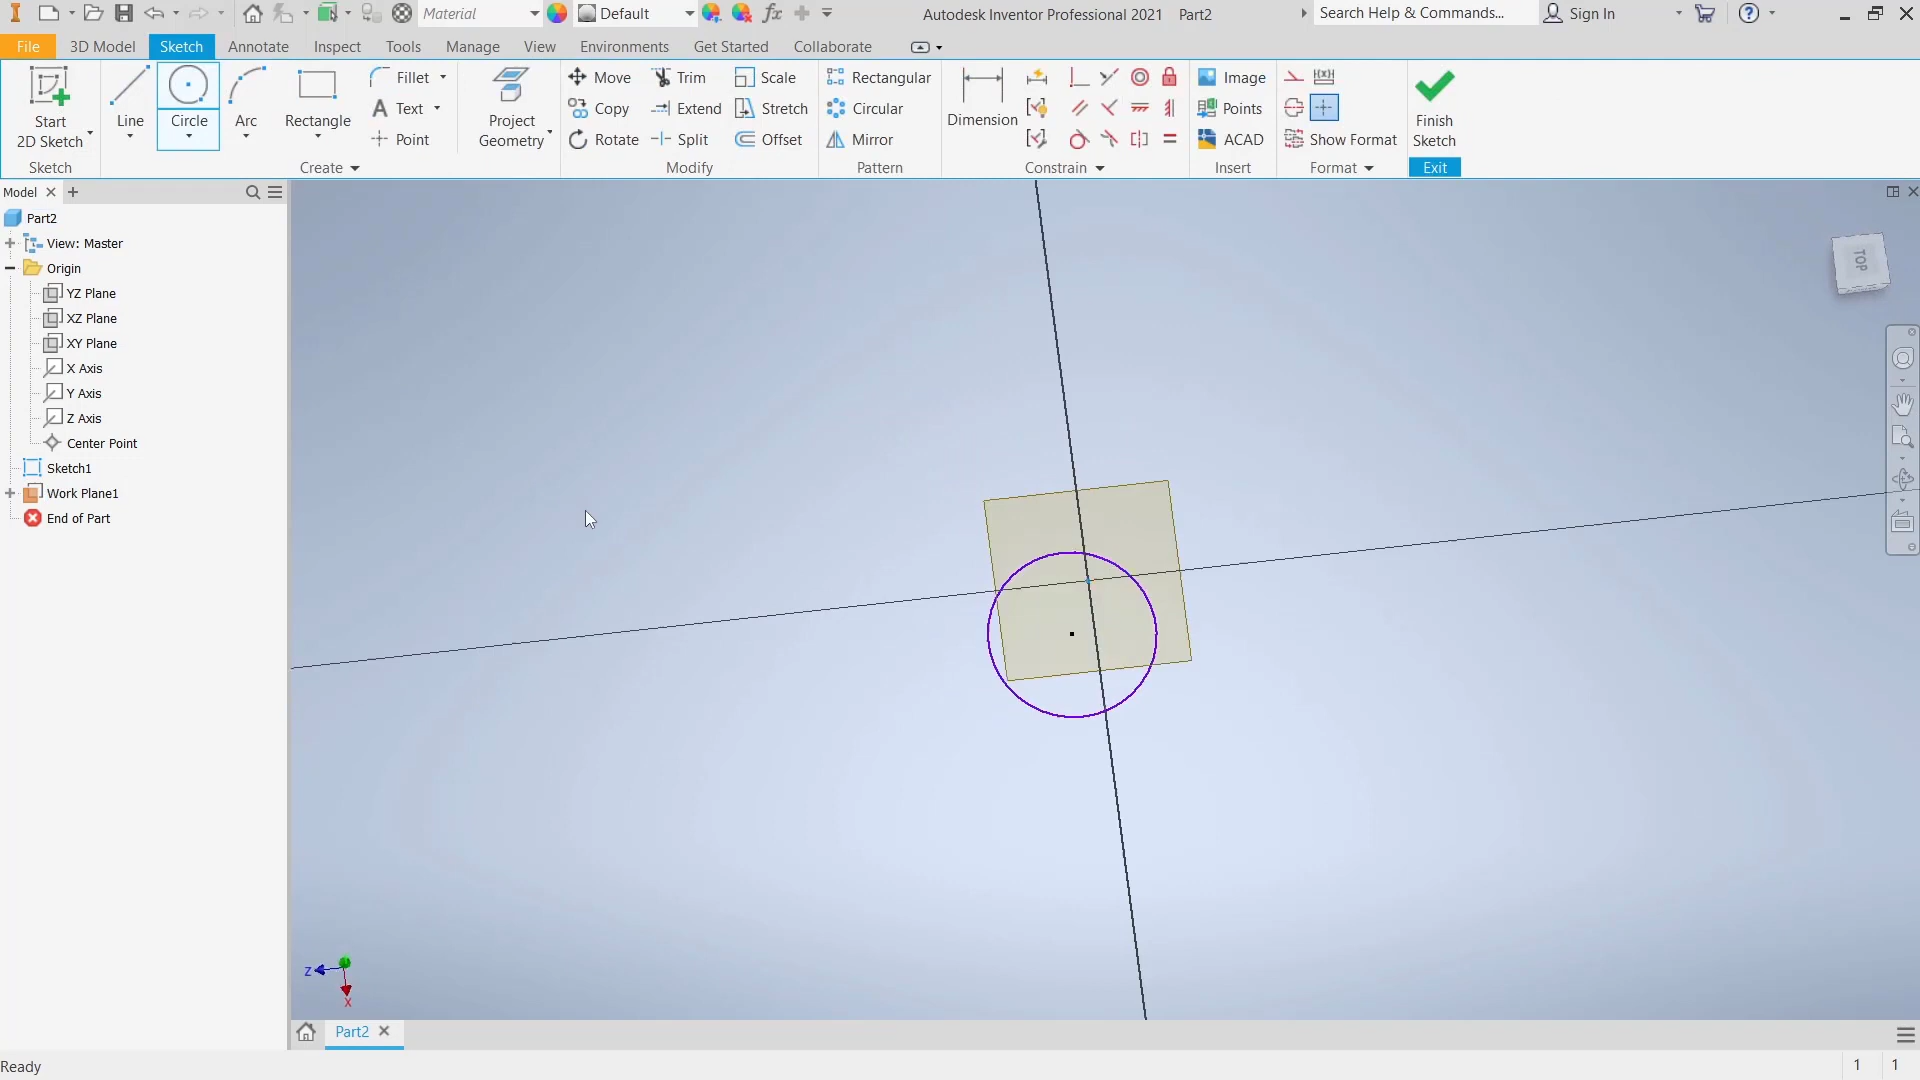 Material Default Autodesk Inventor Professional 2021 Part2 Search Help & Commands... Sign In
File 3D Model Sketch Annotate Inspect Tools Manage View Environments Get Started Collaborate
Start 2D Sketch
Line
Circle
Arc
Rectangle
Fillet
Text
Point
Project Geometry
Move
Copy
Rotate
Trim
Extend
Split
Scale
Stretch
Offset
Rectangular
Circular
Mirror
Dimension
Image
Points
ACAD
Show Format
Finish Sketch
Sketch Create Modify Pattern Constrain Insert Format Exit
Model
Part2
View: Master
Origin
YZ Plane
XZ Plane
XY Plane
X Axis
Y Axis
Z Axis
Center Point
Sketch1
Work Plane1
End of Part
TOP
Z
X
Part2
Ready 1 1